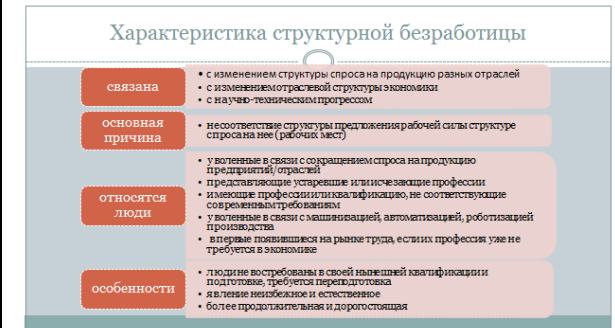 Характеристика структурной безработицы
связана
• с изменением структуры спроса на продукцию разных отраслей
• с изменением отраслевой структуры экономики
• с научно-техническим прогрессом
основная
причина
• несоответствие структуры предложения рабочей силы структуре
спроса на нее (рабочих мест)
относятся
люди
• уволенные в связи с сокращением спроса на продукцию
предприятий/отраслей
• представляющие устаревшие или исчезающие профессии
• имеющие профессии или квалификацию, не соответствующие
современным требованиям
• уволенные в связи с машинизацией, автоматизацией, роботизацией
производства
• впервые появившиеся на рынке труда, если их профессия уже не
требуется в экономике
особенности
• люди не востребованы в своей нынешней квалификации и
подготовке, требуется переподготовка
• явление неизбежное и естественное
• более продолжительная и дорогостоящая